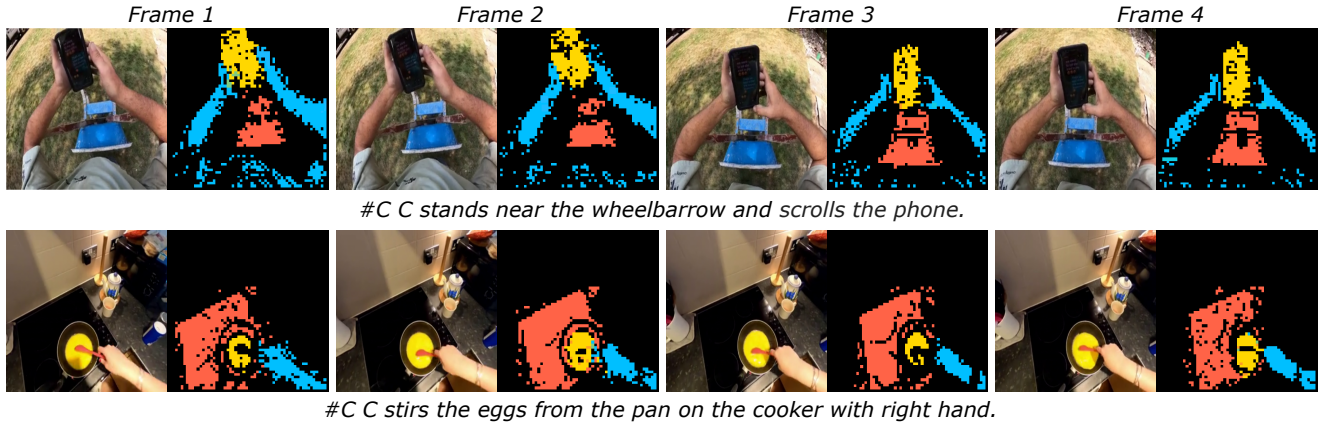 Frame 1 Frame 2 Frame 3 Frame 4
#C C stands near the wheelbarrow and scrolls the phone.
#C C stirs the eggs from the pan on the cooker with right hand.